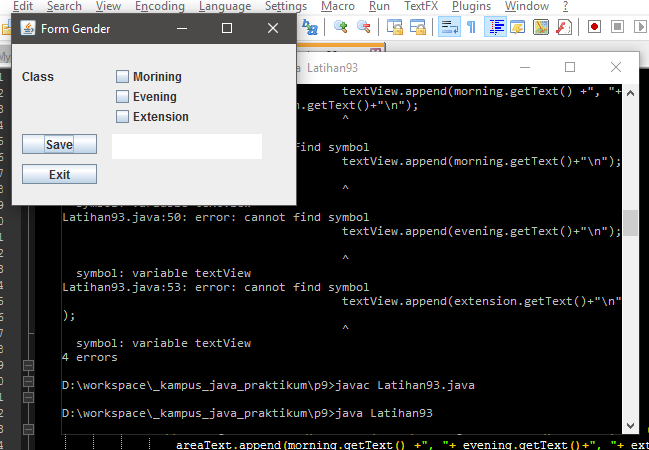 Search View Encoding Language Settings Macro Run TextFX Plugins Window ?
Form Gender
Class
Morining
Evening
Extension
Save
Exit
Latihan93
textView.append(morning.getText() +", "+
.getText()+"\n");
^
find symbol
textView.append(morning.getText()+"\n");
^
Latihan93.java:50: error: cannot find symbol
textView.append(evening.getText()+"\n");
^
symbol: variable textView
Latihan93.java:53: error: cannot find symbol
textView.append(extension.getText()+"\n"
);
^
symbol: variable textView
4 errors
D:\workspace\_kampus_java_praktikum\p9>javac Latihan93.java
D:\workspace\_kampus_java_praktikum\p9>java Latihan93
areaText.append(morning.getText() +", "+ evening.getText()+", "+ ext